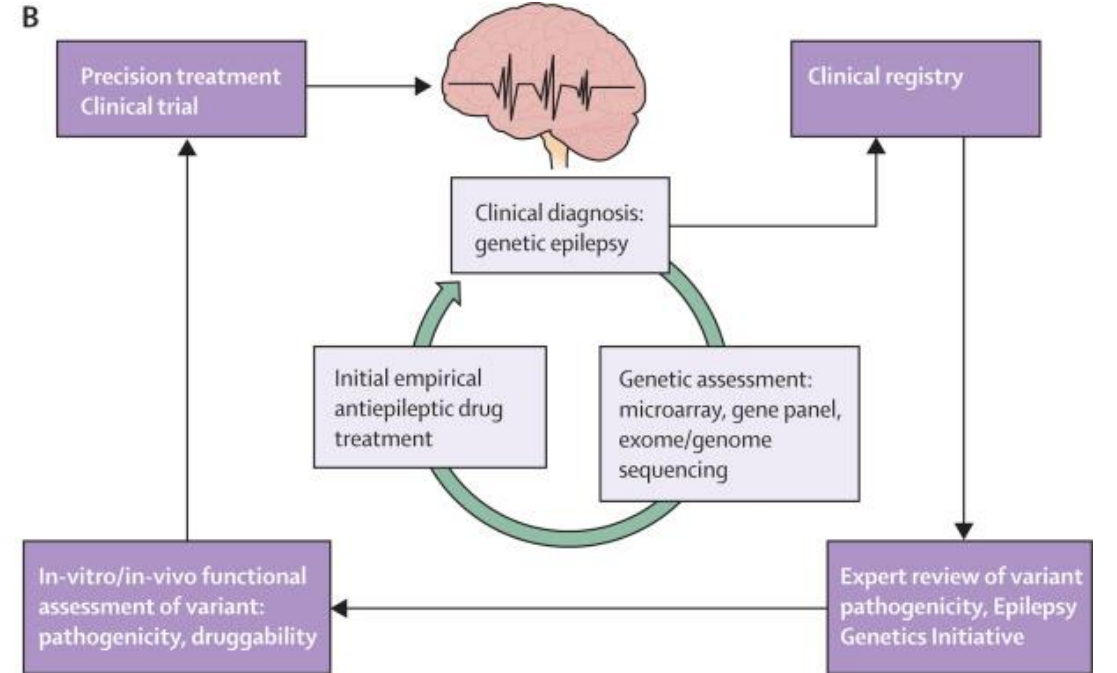 B
Precision treatment
Clinical trial
Clinical registry
Clinical diagnosis:
genetic epilepsy
Initial empirical
antiepileptic drug
treatment
Genetic assessment:
microarray, gene panel,
exome/genome
sequencing
In-vitro/in-vivo functional
assessment of variant:
pathogenicity, druggability
Expert review of variant
pathogenicity, Epilepsy
Genetics Initiative